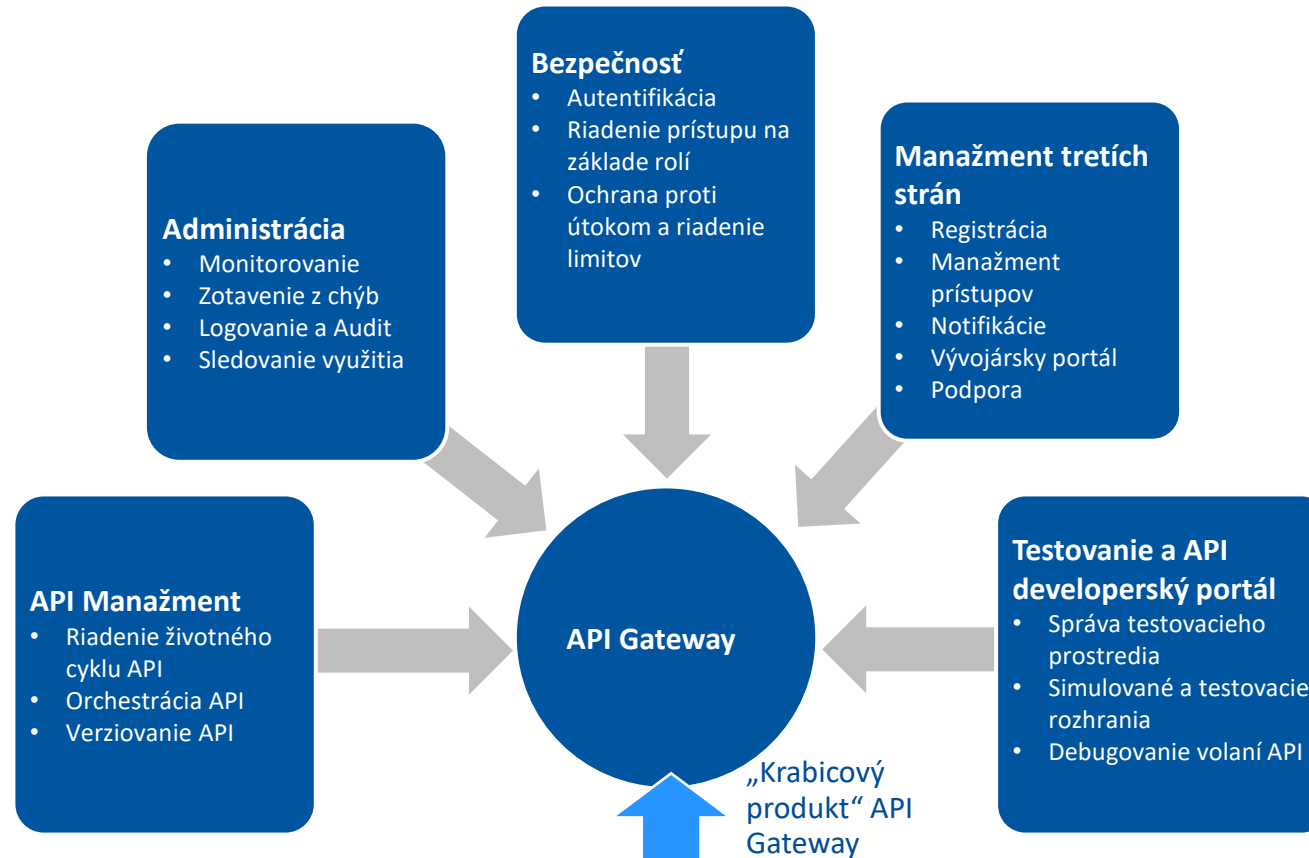 Bezpečnosť
• Autentifikácia
• Riadenie prístupu na
základe rolí
• Ochrana proti
útokom a riadenie
limitov
Manažment tretích
strán
• Registrácia
• Manažment
prístupov
• Notifikácie
• Vývojársky portál
• Podpora
Administrácia
• Monitorovanie
• Zotavenie z chýb
• Logovanie a Audit
• Sledovanie využitia
API Manažment
• Riadenie životného
cyklu API
• Orchestrácia API
• Verziovanie API
API Gateway
Testovanie a API
developerský portál
• Správa testovacieho
prostredia
• Simulované a testovacie
rozhrania
• Debugovanie volaní API
„Krabicový
produkt“ API
Gateway